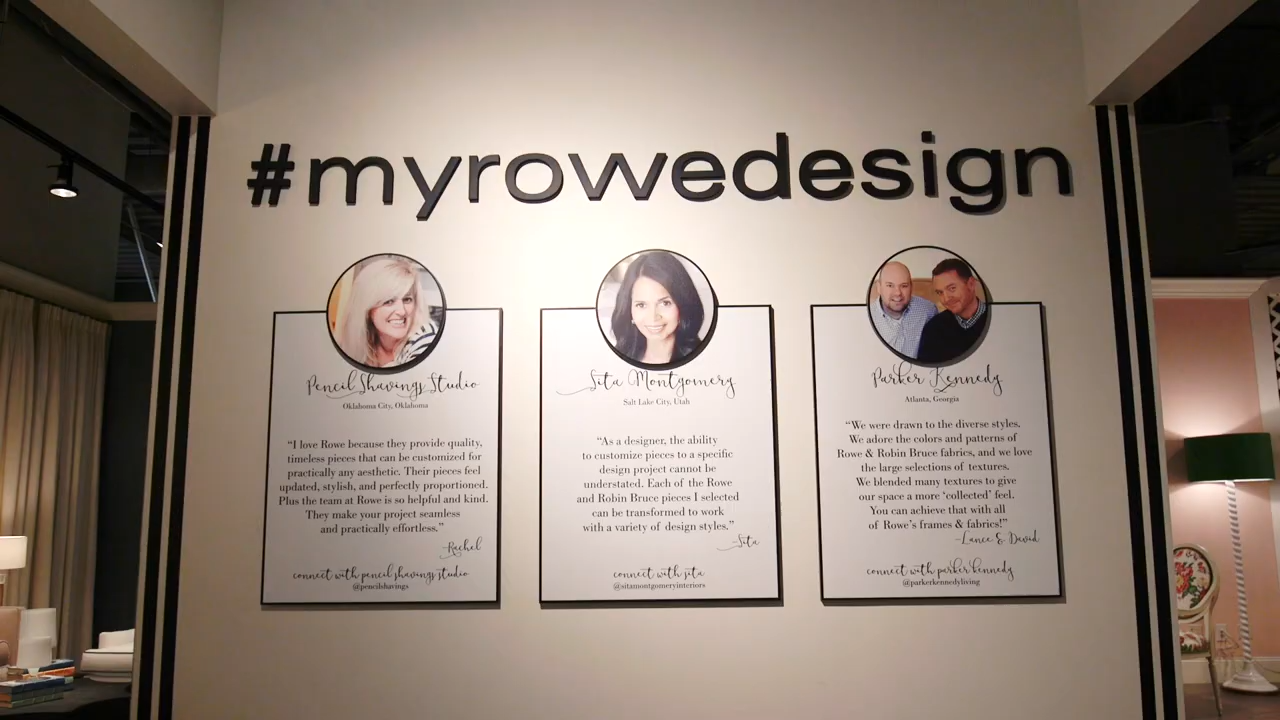 #myrowedesign
Pencil Shavings Studio
Oklahoma City, Oklahoma
“I love Rowe because they provide quality,
timeless pieces that can be customized for
practically any aesthetic. Their pieces feel
updated, stylish, and perfectly proportioned.
Plus the team at Rowe is so helpful and kind.
They make your project seamless
and practically effortless.”
-Rachel
connect with pencil shavings studio
@pencilshavings
Sita Montgomery
Salt Lake City, Utah
“As a designer, the ability
to customize pieces to a specific
design project cannot be
understated. Each of the Rowe
and Robin Bruce pieces I selected
can be transformed to work
with a variety of design styles.”
-Sita
connect with sita
@sitamontgomeryinteriors
Parker Kennedy
Atlanta, Georgia
“We were drawn to the diverse styles.
We adore the colors and patterns of
Rowe & Robin Bruce fabrics, and we love
the large selections of textures.
We blended many textures to give
our space a more ‘collected’ feel.
You can achieve that with all
of Rowe’s frames & fabrics!”
-Lance & David
connect with parker kennedy
@parkerkennedyliving